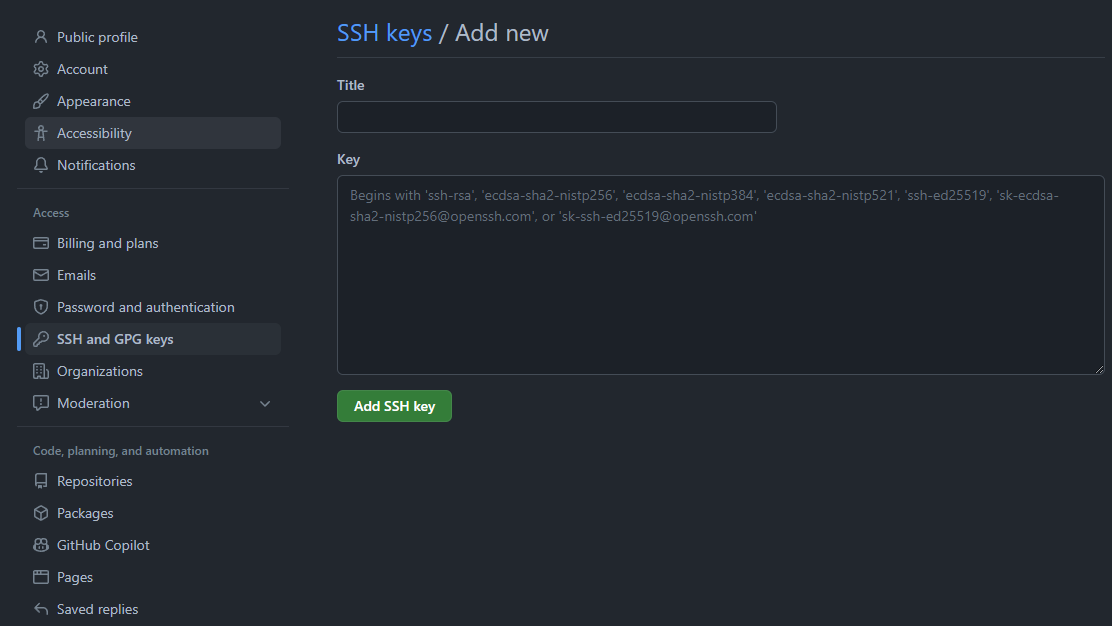 Public profile
Account
Appearance
Accessibility
Notifications
Access
Billing and plans
Emails
Password and authentication
SSH and GPG keys
Organizations
Moderation
Code, planning, and automation
Repositories
Packages
GitHub Copilot
Pages
Saved replies
SSH keys / Add new
Title
Key
Begins with 'ssh-rsa', 'ecdsa-sha2-nistp256', 'ecdsa-sha2-nistp384', 'ecdsa-sha2-nistp521', 'ssh-ed25519', 'sk-ecdsa-
sha2-nistp256@openssh.com', or 'sk-ssh-ed25519@openssh.com'
Add SSH key